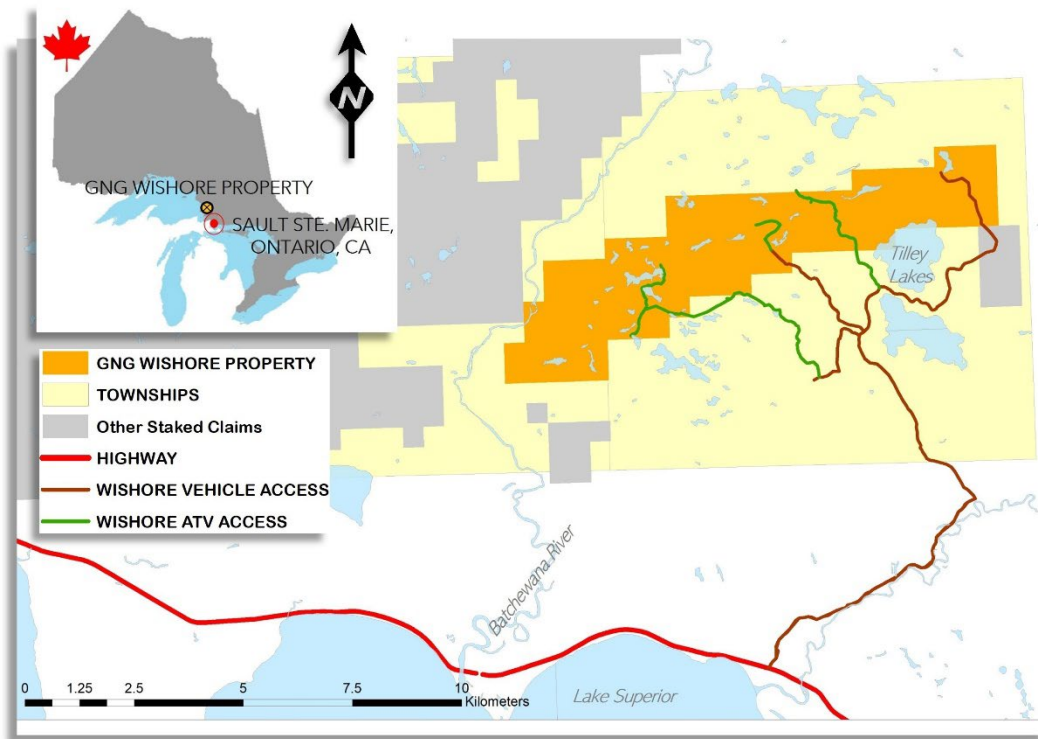 N
GNG WISHORE PROPERTY
SAULT STE. MARIE,
ONTARIO, CA
Tilley
Lakes
GNG WISHORE PROPERTY
TOWNSHIPS
Other Staked Claims
HIGHWAY
WISHORE VEHICLE ACCESS
WISHORE ATV ACCESS
Batchewana River
0 1.25 2.5 5 7.5 10
Kilometers
Lake Superior